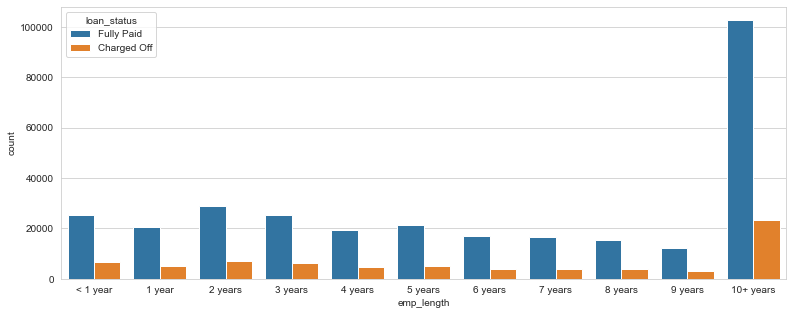 loan_status
Fully Paid
Charged Off
100000
80000
60000
40000
20000
0
count
< 1 year 1 year 2 years 3 years 4 years 5 years 6 years 7 years 8 years 9 years 10+ years
emp_length